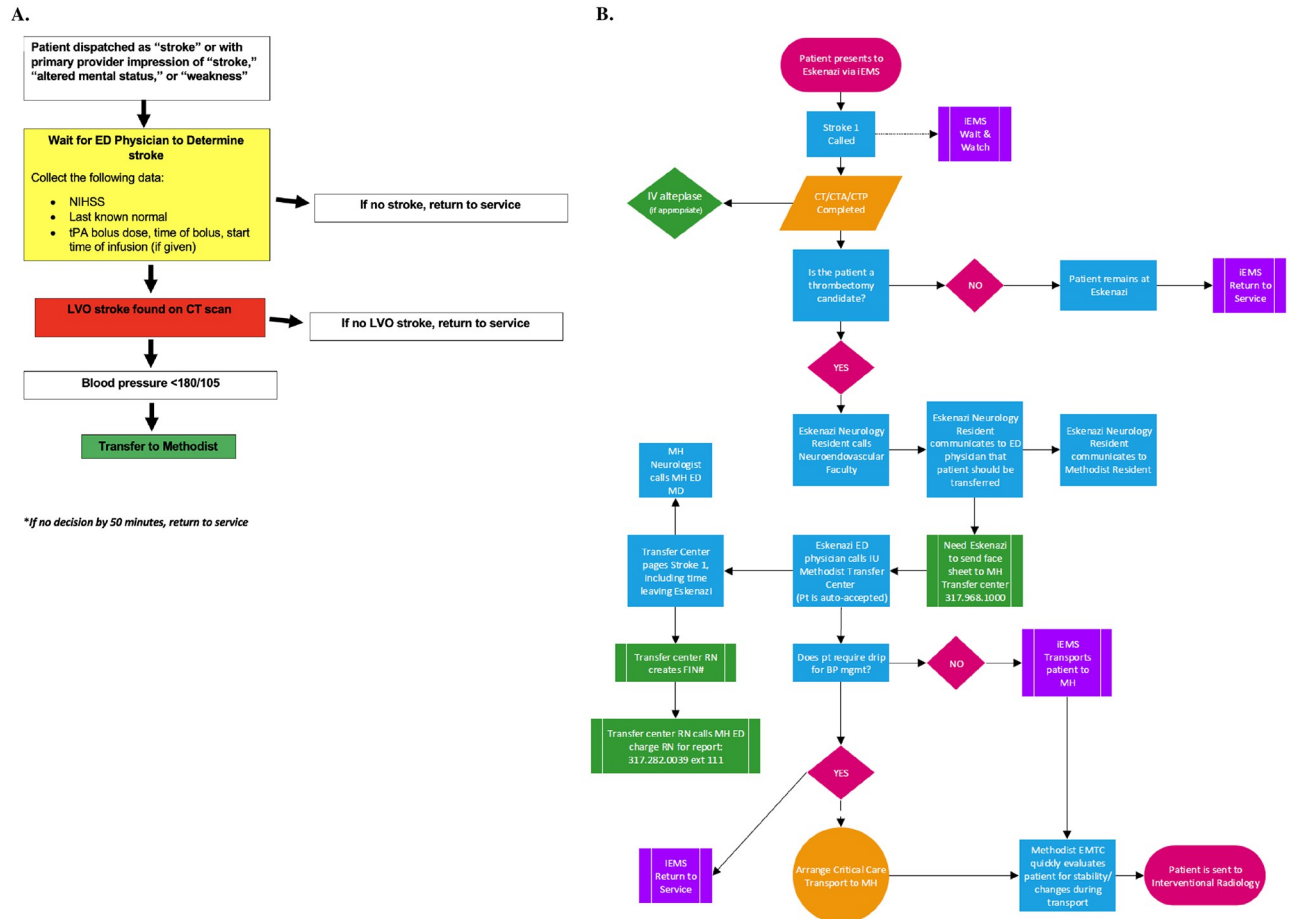 A.
Patient dispatched as “stroke” or with
primary provider impression of “stroke,”
“altered mental status,” or “weakness”
Wait for ED Physician to Determine
stroke
Collect the following data:
• NIHSS
• Last known normal
• tPA bolus dose, time of bolus, start
time of infusion (if given)
If no stroke, return to service
LVO stroke found on CT scan
If no LVO stroke, return to service
Blood pressure <180/105
Transfer to Methodist
*If no decision by 50 minutes, return to service
B.
Patient presents to
Eskenazi via iEMS
Stroke 1
Called
iEMS
Wait &
Watch
IV alteplase
(if appropriate)
CT/CTA/CTP
Completed
Is the patient a
thrombectomy
candidate?
NO
Patient remains at
Eskenazi
iEMS
Return to
Service
YES
Eskenazi Neurology
Resident calls
Neuroendovascular
Faculty
Eskenazi Neurology
Resident
communicates to ED
physician that
patient should be
transferred
Eskenazi Neurology
Resident
communicates to
Methodist Resident
MH
Neurologist
calls MH ED
MD
Transfer Center
pages Stroke 1,
including time
leaving Eskenazi
Eskenazi ED
physician calls IU
Methodist Transfer
Center
(Pt is auto-accepted)
Need Eskenazi
to send face
sheet to MH
Transfer center
317.968.1000
Transfer center RN
creates FIN#
Does pt require drip
for BP mgmt?
NO
iEMS
Transports
patient to
MH
Transfer center RN calls MH ED
charge RN for report:
317.282.0039 ext 111
YES
iEMS
Return to
Service
Arrange Critical Care
Transport to MH
Methodist EMTC
quickly evaluates
patient for stability/
changes during
transport
Patient is sent to
Interventional Radiology